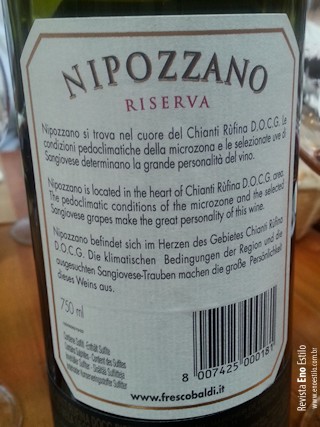 NIPOZZANO
RISERVA
Nipozzano si trova nel cuore del Chianti Rùfina D.O.C.G. Le
condizioni pedoclimatiche della microzona e le selezionate uve di
Sangiovese determinano la grande personalità del vino.
Nipozzano is located in the heart of Chianti Rùfina D.O.C.G. area.
The pedoclimatic conditions of the microzone and the selected
Sangiovese grapes make the great personality of this wine.
Nipozzano befindet sich im Herzen des Gebietes Chianti Rùfina
D.O.C.G. Die klimatischen Bedingungen der Region und die
ausgesuchten Sangiovese-Trauben machen die große Persönlichkeit
dieses Weins aus.
750 ml
8 007425 000181
www.frescobaldi.it
Revista Eno Estilo
www.enoestilo.com.br